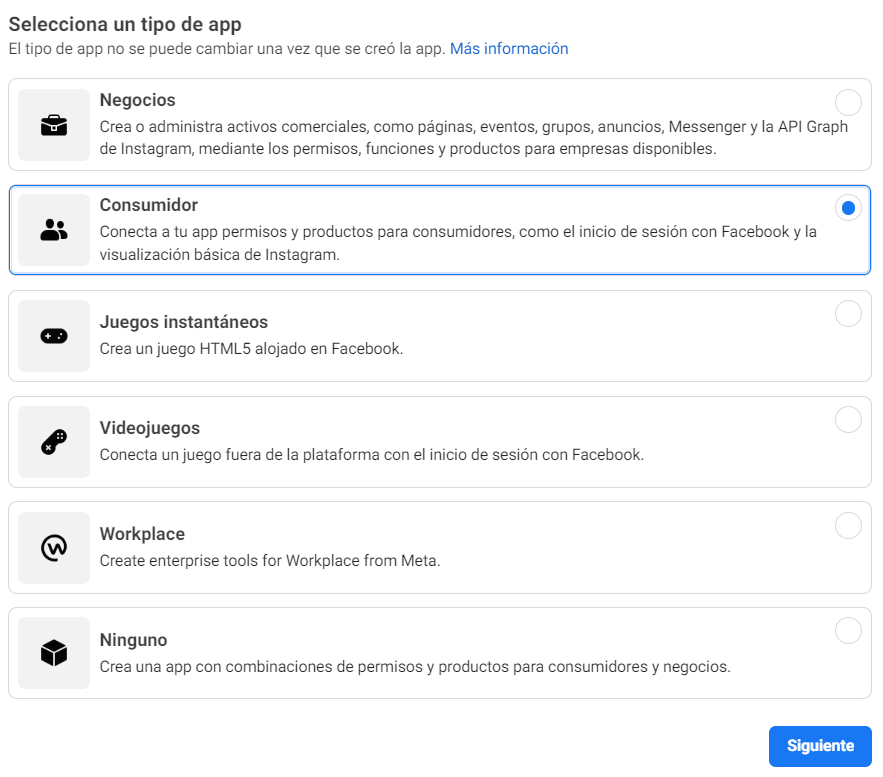 Selecciona un tipo de app
El tipo de app no se puede cambiar una vez que se creó la app. Más información
Negocios
Crea o administra activos comerciales, como páginas, eventos, grupos, anuncios, Messenger y la API Graph
de Instagram, mediante los permisos, funciones y productos para empresas disponibles.
Consumidor
Conecta a tu app permisos y productos para consumidores, como el inicio de sesión con Facebook y la
visualización básica de Instagram.
Juegos instantáneos
Crea un juego HTML5 alojado en Facebook.
Videojuegos
Conecta un juego fuera de la plataforma con el inicio de sesión con Facebook.
Workplace
Create enterprise tools for Workplace from Meta.
Ninguno
Crea una app con combinaciones de permisos y productos para consumidores y negocios.
Siguiente